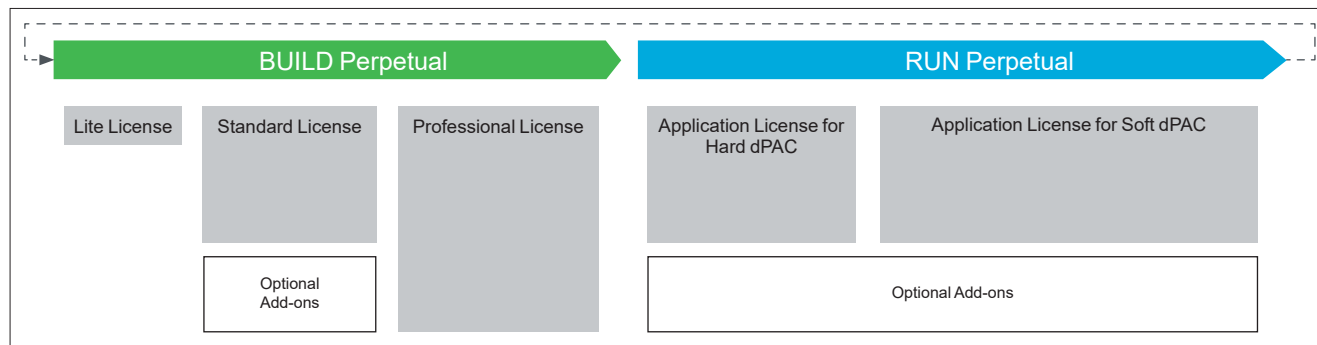 BUILD Perpetual
RUN Perpetual
Lite License
Standard License
Professional License
Application License for
Hard dPAC
Application License for Soft dPAC
Optional
Add-ons
Optional Add-ons